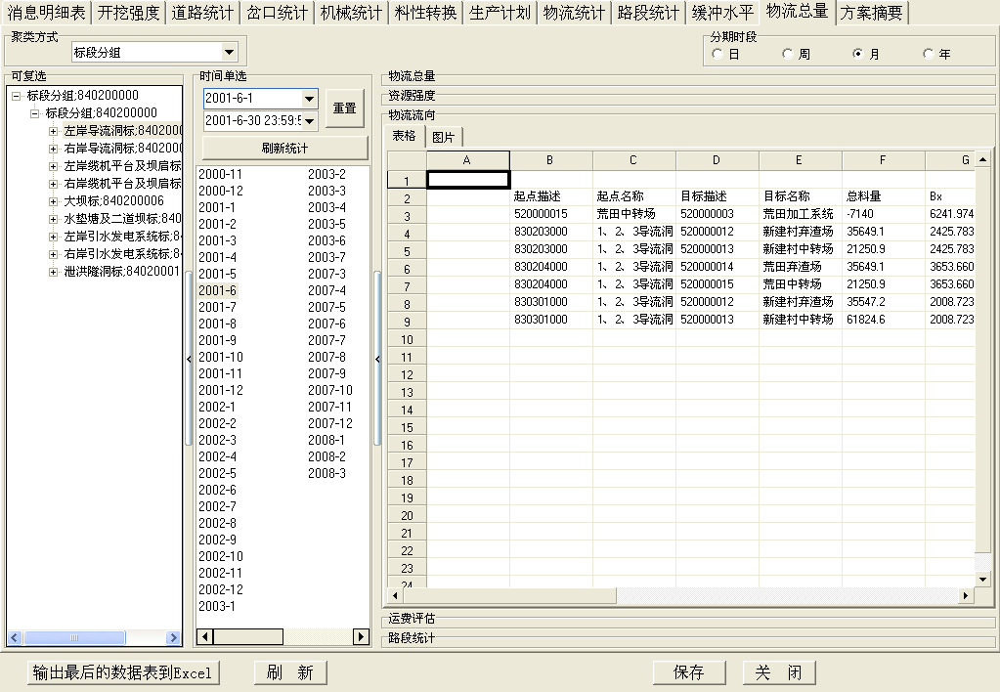 消息明细表 开挖强度 道路统计 岔口统计 机械统计 料性转换 生产计划 物流统计 路段统计 缓冲水平 物流总量 方案摘要
聚类方式
标段分组
分期时段
日 周 月 年
可复选
标段分组;840200000
标段分组;840200000
左岸导流洞标;8402000
右岸导流洞标;8402000
左岸缆机平台及坝肩标
右岸缆机平台及坝肩标
大坝标;840200006
水垫塘及二道坝标;840
左岸引水发电系统标;84
右岸引水发电系统标;84
泄洪隧洞标;84020001
时间单选
2001-6-1
2001-6-30 23:59:5
重置
刷新统计
2000-11 2003-2
2000-12 2003-3
2001-1 2003-4
2001-2 2003-5
2001-3 2003-6
2001-4 2003-7
2001-5 2007-3
2001-6 2007-4
2001-7 2007-5
2001-8 2007-6
2001-9 2007-7
2001-10 2007-8
2001-11 2007-9
2001-12 2007-10
2002-1 2007-11
2002-2 2007-12
2002-3 2008-1
2002-4 2008-2
2002-5 2008-3
2002-6
2002-7
2002-8
2002-9
2002-10
2002-11
2002-12
2003-1
物流总量
资源强度
物流流向
表格 图片
A B C D E F G
1
2 起点描述 起点名称 目标描述 目标名称 总料量 Bx
3 520000015 荒田中转场 520000003 荒田加工系统 -7140 6241.974
4 830203000 1、2、3导流洞 520000012 新建村弃渣场 35649.1 2425.783
5 830203000 1、2、3导流洞 520000013 新建村中转场 21250.9 2425.783
6 830204000 1、2、3导流洞 520000014 荒田弃渣场 35649.1 3653.660
7 830204000 1、2、3导流洞 520000015 荒田中转场 21250.9 3653.660
8 830301000 1、2、3导流洞 520000012 新建村弃渣场 35547.2 2008.723
9 830301000 1、2、3导流洞 520000013 新建村中转场 61824.6 2008.723
10
11
12
13
14
15
16
17
18
19
20
21
22
23
24
运费评估
路段统计
输出最后的数据表到Excel 刷 新 保存 关 闭